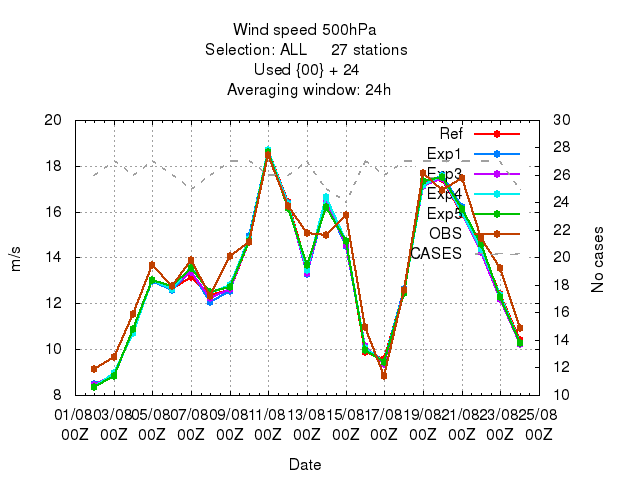 Wind speed 500hPa
Selection: ALL 27 stations
Used {00} + 24
Averaging window: 24h
20
18
16
14
12
10
8
m/s
30
28
26
24
22
20
18
16
14
12
10
No cases
Ref
Exp1
Exp3
Exp4
Exp5
OBS
CASES
01/08 03/08 05/08 07/08 09/08 11/08 13/08 15/08 17/08 19/08 21/08 23/08 25/08
00Z 00Z 00Z 00Z 00Z 00Z 00Z 00Z 00Z 00Z 00Z 00Z 00Z
Date